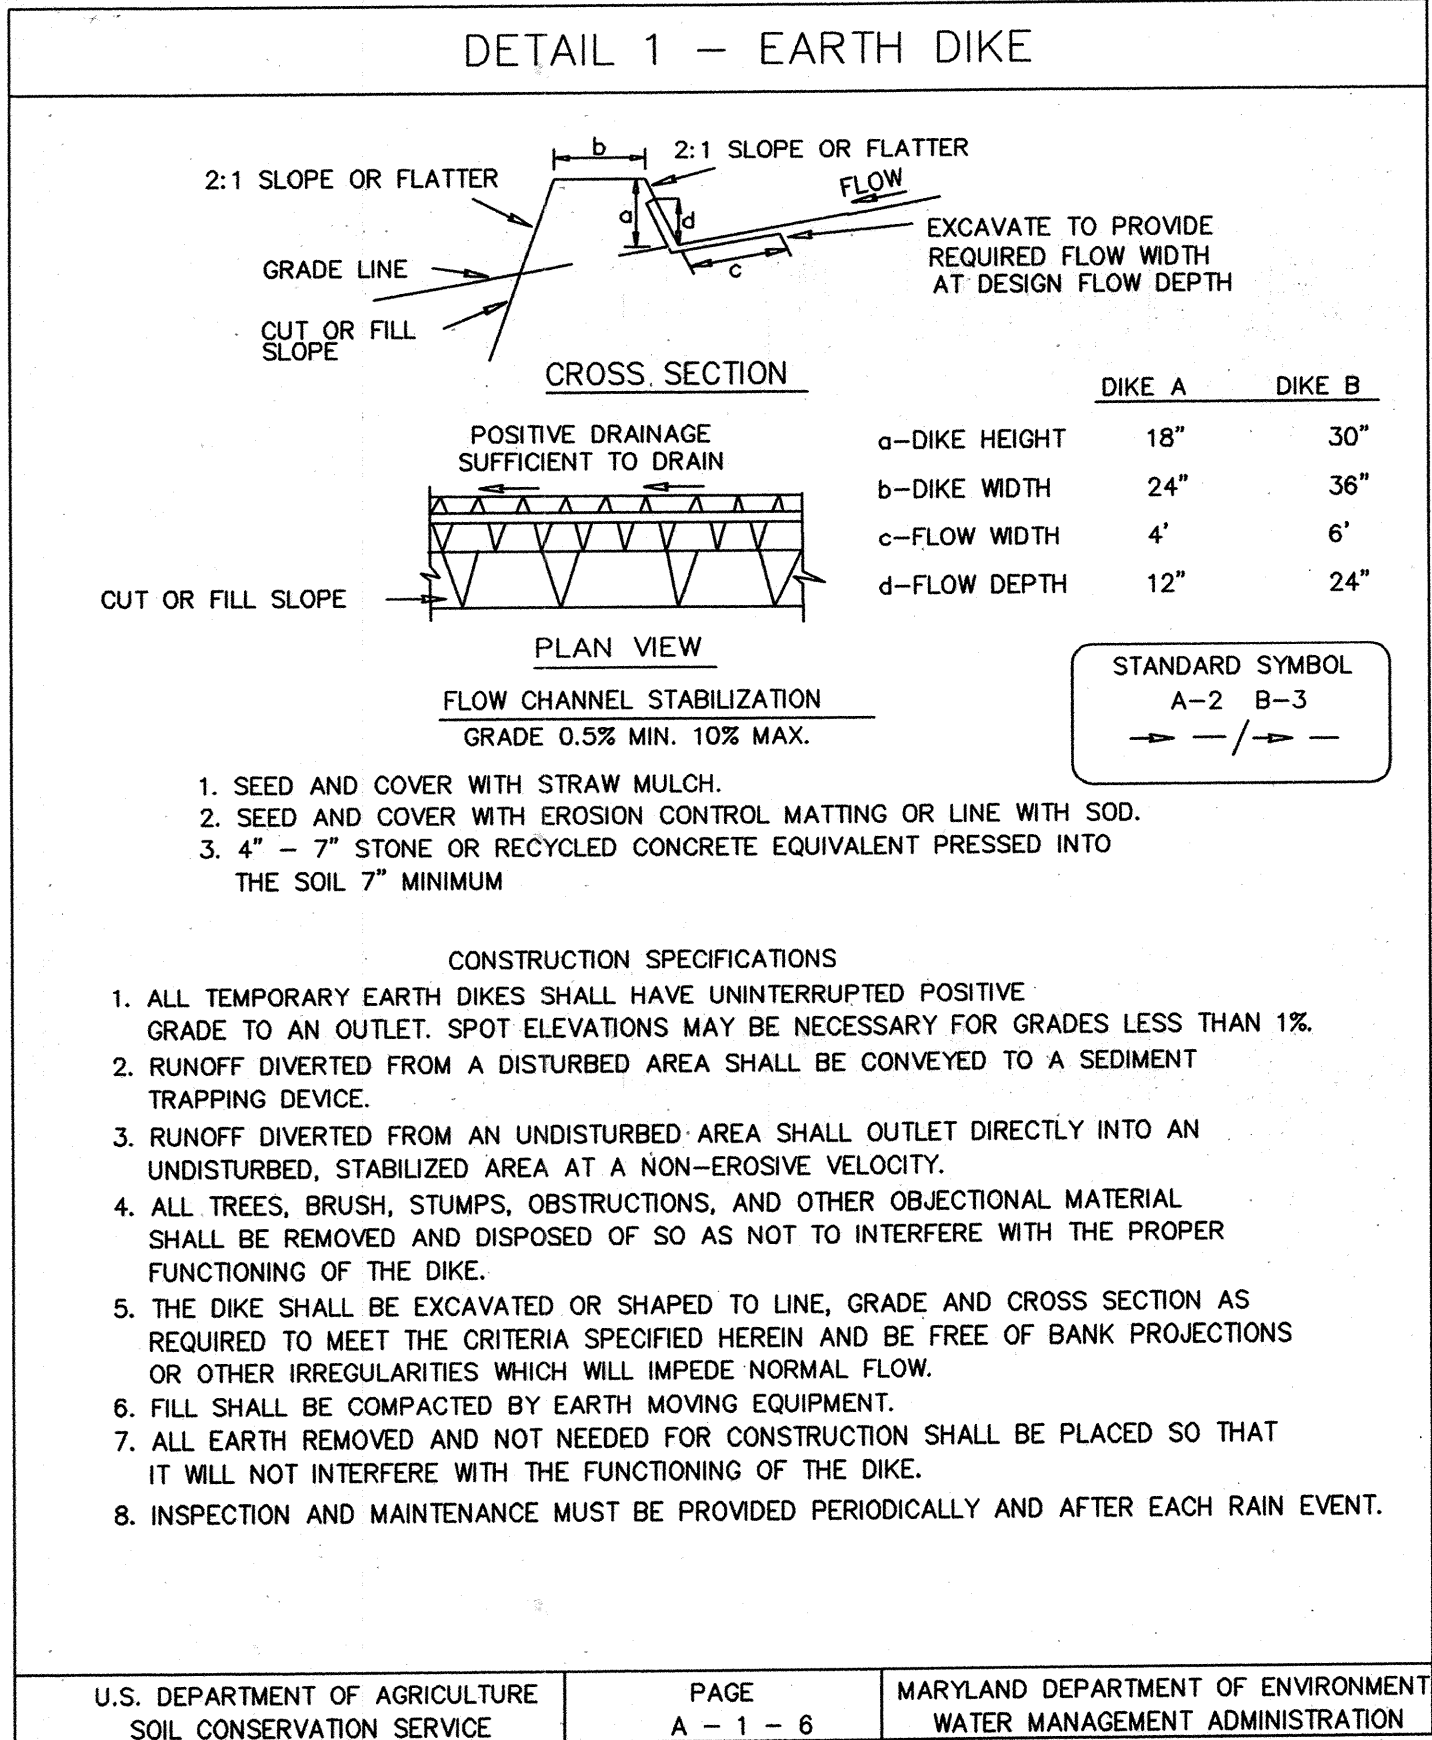 DETAIL 1 – EARTH DIKE
b
2:1 SLOPE OR FLATTER
2:1 SLOPE OR FLATTER
FLOW
a
d
EXCAVATE TO PROVIDE
REQUIRED FLOW WIDTH
AT DESIGN FLOW DEPTH
GRADE LINE
c
CUT OR FILL
SLOPE
CROSS SECTION
DIKE A DIKE B
a–DIKE HEIGHT 18" 30"
b–DIKE WIDTH 24" 36"
c–FLOW WIDTH 4' 6'
d–FLOW DEPTH 12" 24"
POSITIVE DRAINAGE
SUFFICIENT TO DRAIN
CUT OR FILL SLOPE
PLAN VIEW
STANDARD SYMBOL
A–2 B–3
FLOW CHANNEL STABILIZATION
GRADE 0.5% MIN. 10% MAX.
1. SEED AND COVER WITH STRAW MULCH.
2. SEED AND COVER WITH EROSION CONTROL MATTING OR LINE WITH SOD.
3. 4" – 7" STONE OR RECYCLED CONCRETE EQUIVALENT PRESSED INTO
THE SOIL 7" MINIMUM
CONSTRUCTION SPECIFICATIONS
1. ALL TEMPORARY EARTH DIKES SHALL HAVE UNINTERRUPTED POSITIVE
GRADE TO AN OUTLET. SPOT ELEVATIONS MAY BE NECESSARY FOR GRADES LESS THAN 1%.
2. RUNOFF DIVERTED FROM A DISTURBED AREA SHALL BE CONVEYED TO A SEDIMENT
TRAPPING DEVICE.
3. RUNOFF DIVERTED FROM AN UNDISTURBED AREA SHALL OUTLET DIRECTLY INTO AN
UNDISTURBED, STABILIZED AREA AT A NON–EROSIVE VELOCITY.
4. ALL TREES, BRUSH, STUMPS, OBSTRUCTIONS, AND OTHER OBJECTIONAL MATERIAL
SHALL BE REMOVED AND DISPOSED OF SO AS NOT TO INTERFERE WITH THE PROPER
FUNCTIONING OF THE DIKE.
5. THE DIKE SHALL BE EXCAVATED OR SHAPED TO LINE, GRADE AND CROSS SECTION AS
REQUIRED TO MEET THE CRITERIA SPECIFIED HEREIN AND BE FREE OF BANK PROJECTIONS
OR OTHER IRREGULARITIES WHICH WILL IMPEDE NORMAL FLOW.
6. FILL SHALL BE COMPACTED BY EARTH MOVING EQUIPMENT.
7. ALL EARTH REMOVED AND NOT NEEDED FOR CONSTRUCTION SHALL BE PLACED SO THAT
IT WILL NOT INTERFERE WITH THE FUNCTIONING OF THE DIKE.
8. INSPECTION AND MAINTENANCE MUST BE PROVIDED PERIODICALLY AND AFTER EACH RAIN EVENT.
U.S. DEPARTMENT OF AGRICULTURE
SOIL CONSERVATION SERVICE
PAGE
A – 1 – 6
MARYLAND DEPARTMENT OF ENVIRONMENT
WATER MANAGEMENT ADMINISTRATION